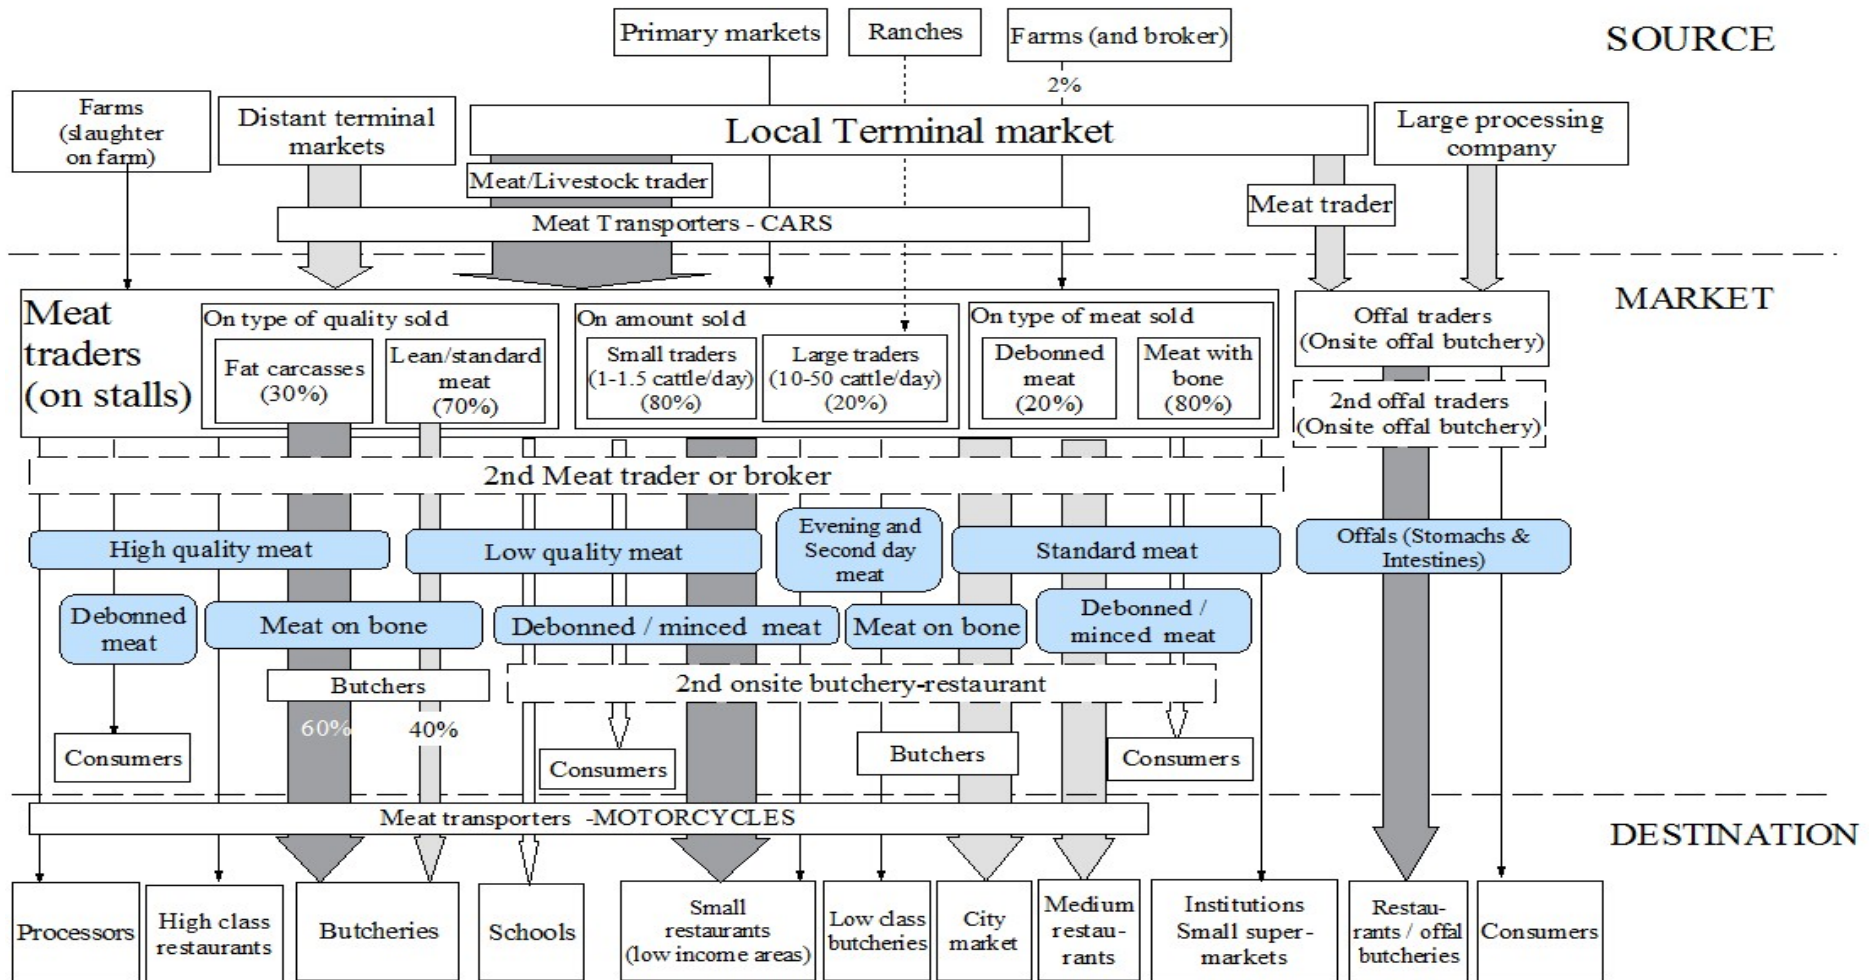 Primary markets
Ranches
Farms (and broker)
SOURCE
2%
Farms
(slaughter
on farm)
Distant terminal
markets
Local Terminal market
Large processing
company
Meat/Livestock trader
Meat trader
Meat Transporters - CARS
MARKET
Meat
traders
(on stalls)
On type of quality sold
Fat carcasses
(30%)
Lean/standard
meat
(70%)
On amount sold
Small traders
(1-1.5 cattle/day)
(80%)
Large traders
(10-50 cattle/day)
(20%)
On type of meat sold
Debonned
meat
(20%)
Meat with
bone
(80%)
Offal traders
(Onsite offal butchery)
2nd offal traders
(Onsite offal butchery)
2nd Meat trader or broker
High quality meat
Low quality meat
Evening and
Second day
meat
Standard meat
Offals (Stomachs &
Intestines)
Debonned
meat
Meat on bone
Debonned / minced meat
Meat on bone
Debonned /
minced meat
Butchers
2nd onsite butchery-restaurant
60%
40%
Consumers
Consumers
Butchers
Consumers
Meat transporters -MOTORCYCLES
DESTINATION
Processors
High class
restaurants
Butcheries
Schools
Small
restaurants
(low income areas)
Low class
butcheries
City
market
Medium
restau-
rants
Institutions
Small super-
markets
Restau-
rants / offal
butcheries
Consumers